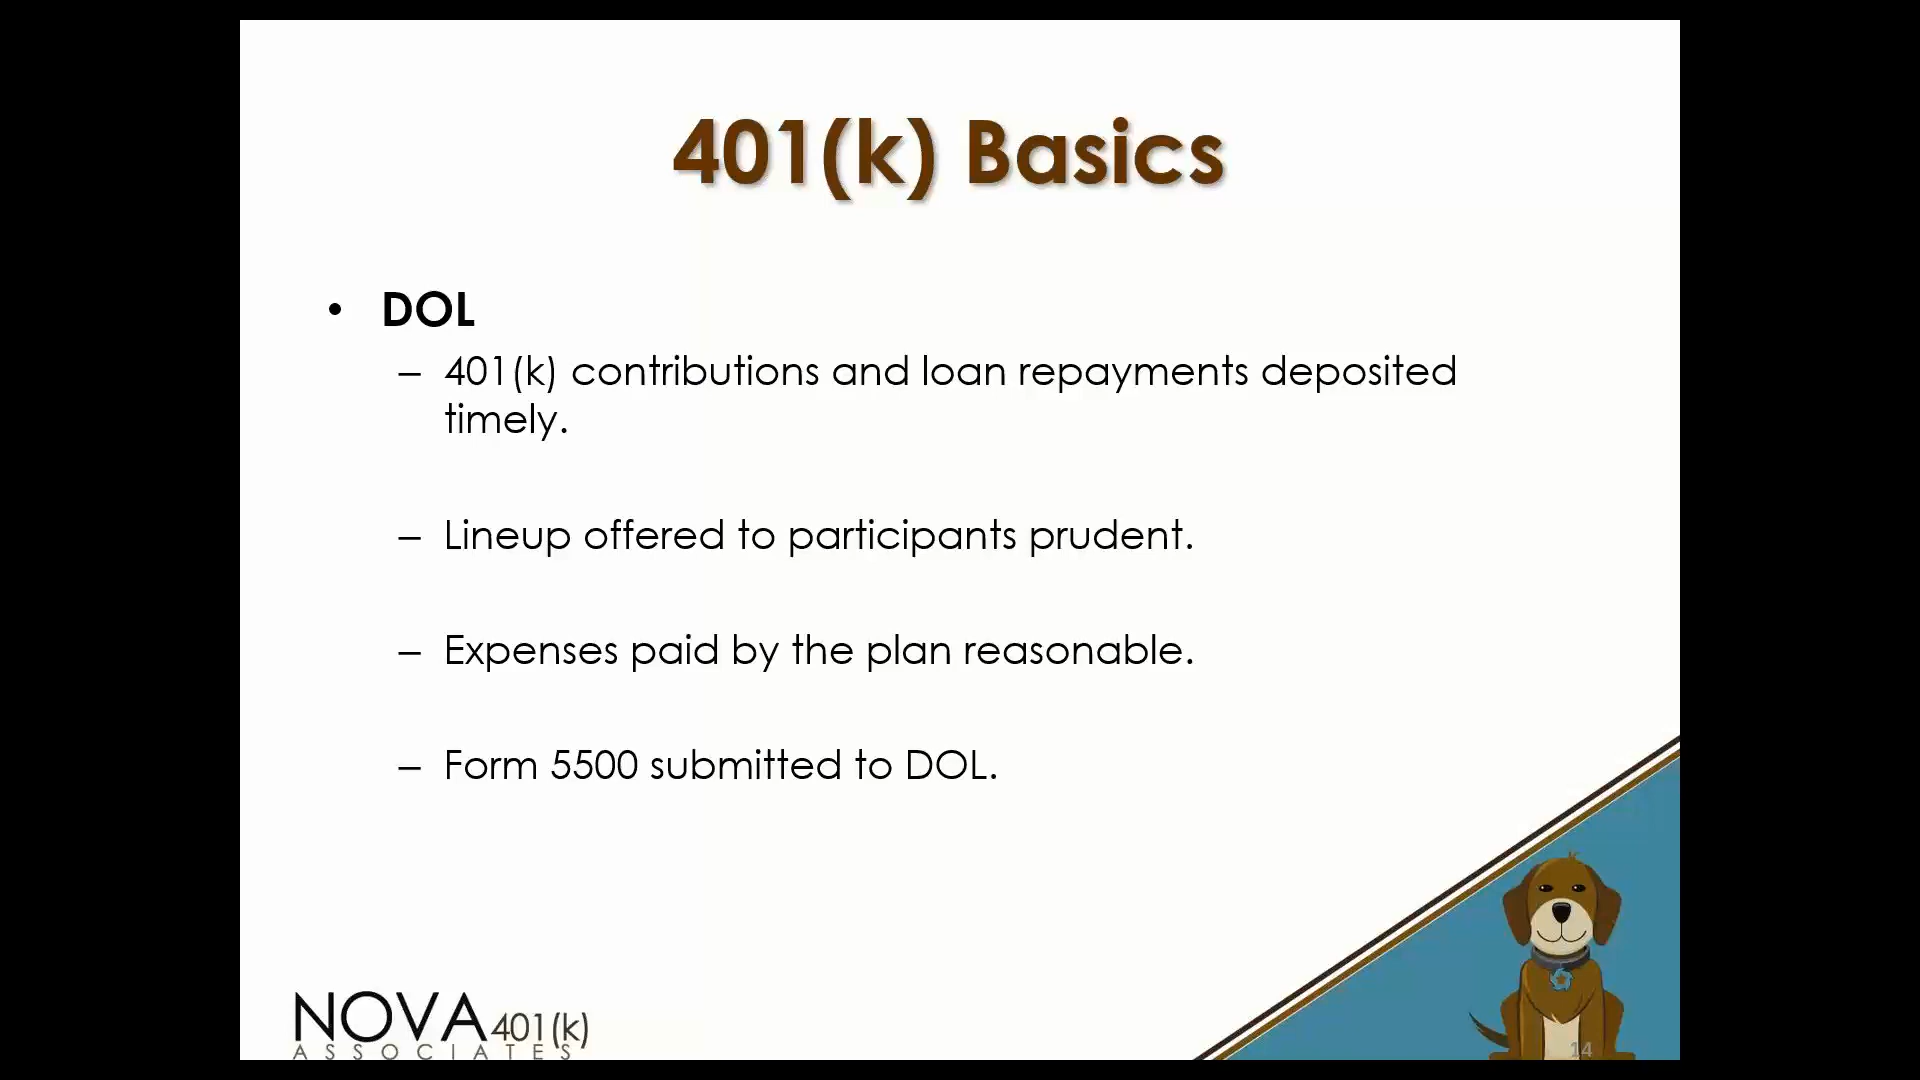 401(k) Basics
• DOL
– 401(k) contributions and loan repayments deposited
timely.
– Lineup offered to participants prudent.
– Expenses paid by the plan reasonable.
– Form 5500 submitted to DOL.
NOVA 401(k)
ASSOCIATES
14